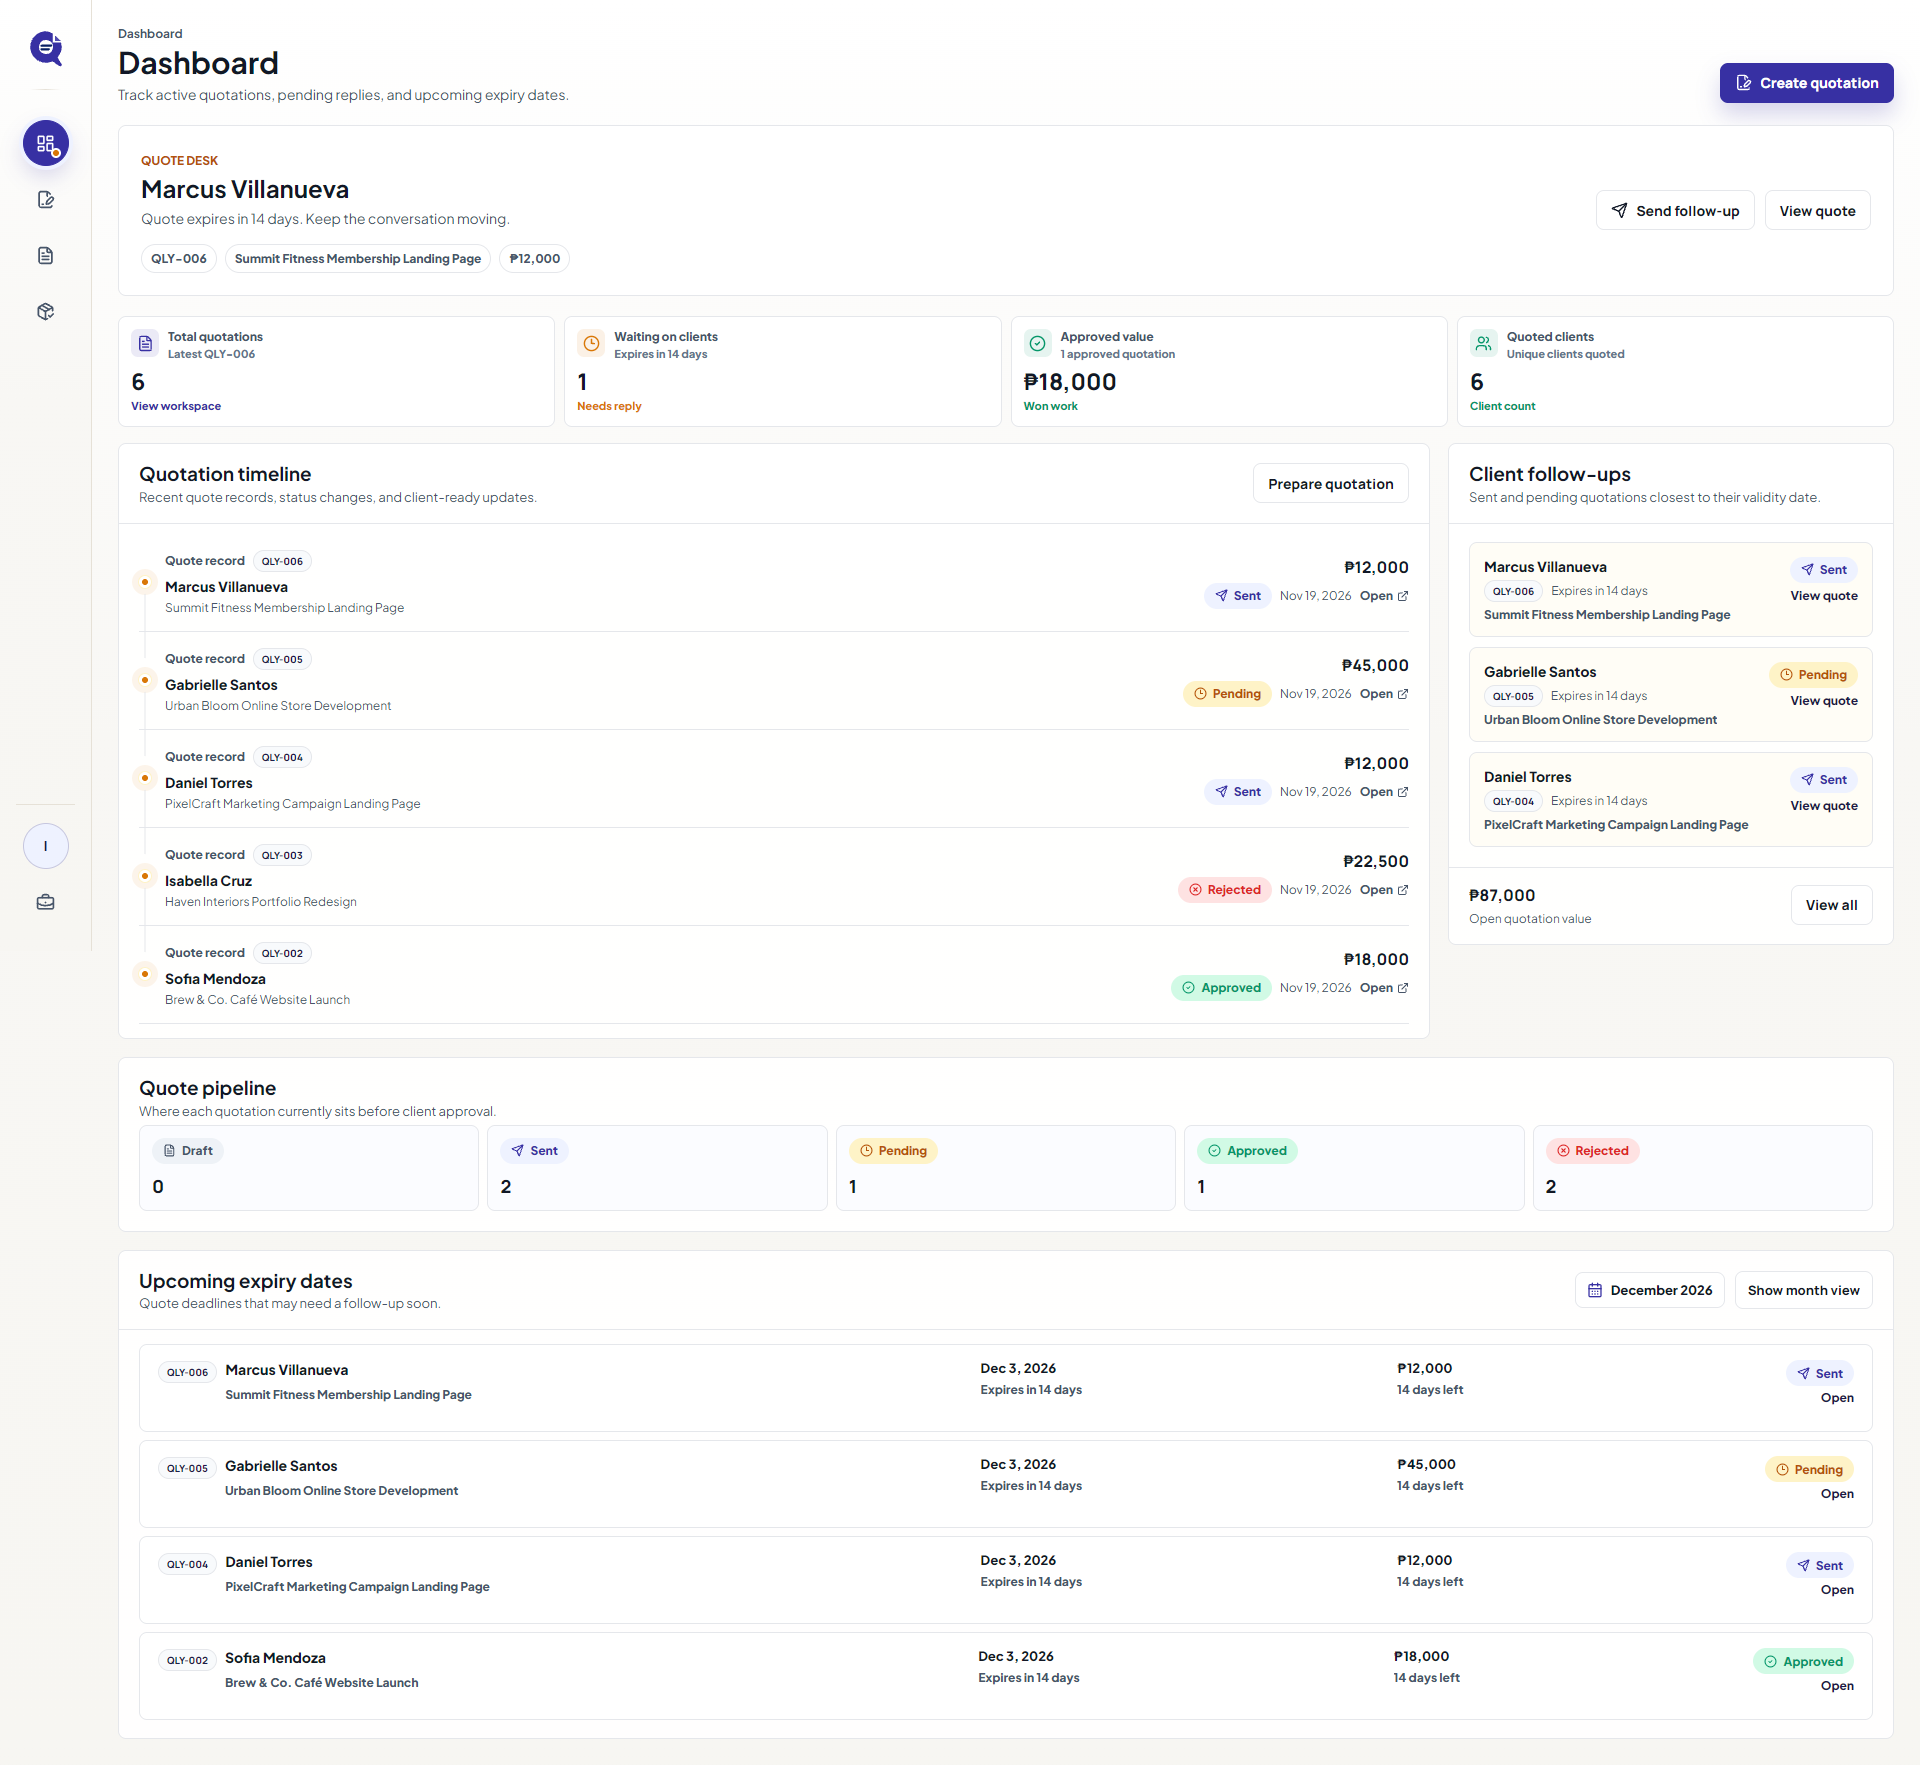 Dashboard
Dashboard
Track active quotations, pending replies, and upcoming expiry dates.
Create quotation
QUOTE DESK
Marcus Villanueva
Quote expires in 14 days. Keep the conversation moving.
QLY-006 Summit Fitness Membership Landing Page ₱12,000
Send follow-up View quote
Total quotations
Latest QLY-006
6
View workspace
Waiting on clients
Expires in 14 days
1
Needs reply
Approved value
1 approved quotation
₱18,000
Won work
Quoted clients
Unique clients quoted
6
Client count
Quotation timeline
Recent quote records, status changes, and client-ready updates.
Prepare quotation
Quote record QLY-006
Marcus Villanueva
Summit Fitness Membership Landing Page
₱12,000
Sent Nov 19, 2026 Open
Quote record QLY-005
Gabrielle Santos
Urban Bloom Online Store Development
₱45,000
Pending Nov 19, 2026 Open
Quote record QLY-004
Daniel Torres
PixelCraft Marketing Campaign Landing Page
₱12,000
Sent Nov 19, 2026 Open
Quote record QLY-003
Isabella Cruz
Haven Interiors Portfolio Redesign
₱22,500
Rejected Nov 19, 2026 Open
Quote record QLY-002
Sofia Mendoza
Brew & Co. Café Website Launch
₱18,000
Approved Nov 19, 2026 Open
Client follow-ups
Sent and pending quotations closest to their validity date.
Marcus Villanueva
Sent
QLY-006 Expires in 14 days
View quote
Summit Fitness Membership Landing Page
Gabrielle Santos
Pending
QLY-005 Expires in 14 days
View quote
Urban Bloom Online Store Development
Daniel Torres
Sent
QLY-004 Expires in 14 days
View quote
PixelCraft Marketing Campaign Landing Page
₱87,000
Open quotation value
View all
I
Quote pipeline
Where each quotation currently sits before client approval.
Draft
0
Sent
2
Pending
1
Approved
1
Rejected
2
Upcoming expiry dates
Quote deadlines that may need a follow-up soon.
December 2026 Show month view
QLY-006 Marcus Villanueva
Summit Fitness Membership Landing Page
Dec 3, 2026
Expires in 14 days
₱12,000
14 days left
Sent
Open
QLY-005 Gabrielle Santos
Urban Bloom Online Store Development
Dec 3, 2026
Expires in 14 days
₱45,000
14 days left
Pending
Open
QLY-004 Daniel Torres
PixelCraft Marketing Campaign Landing Page
Dec 3, 2026
Expires in 14 days
₱12,000
14 days left
Sent
Open
QLY-002 Sofia Mendoza
Brew & Co. Café Website Launch
Dec 3, 2026
Expires in 14 days
₱18,000
14 days left
Approved
Open